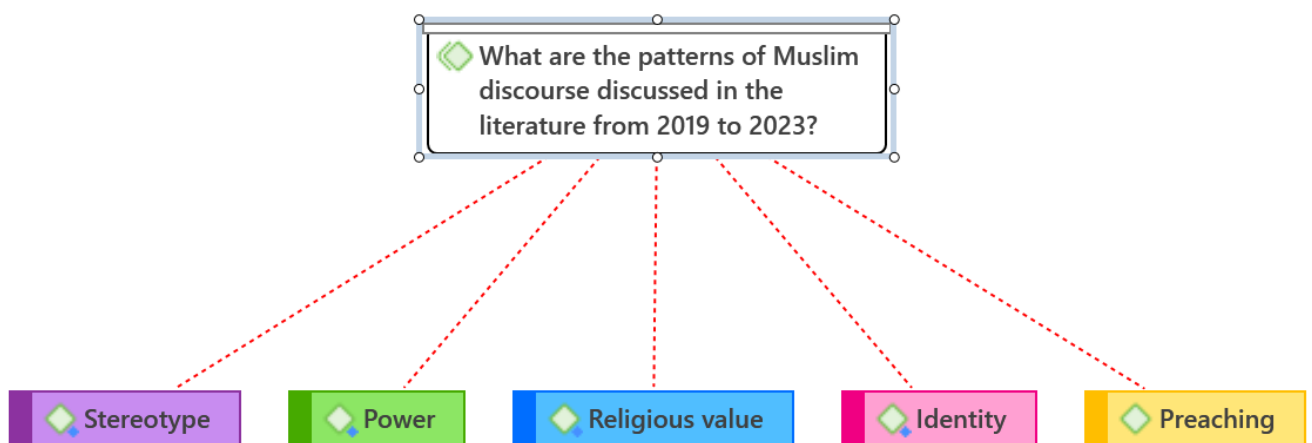 What are the patterns of Muslim
discourse discussed in the
literature from 2019 to 2023?
Stereotype
Power
Religious value
Identity
Preaching